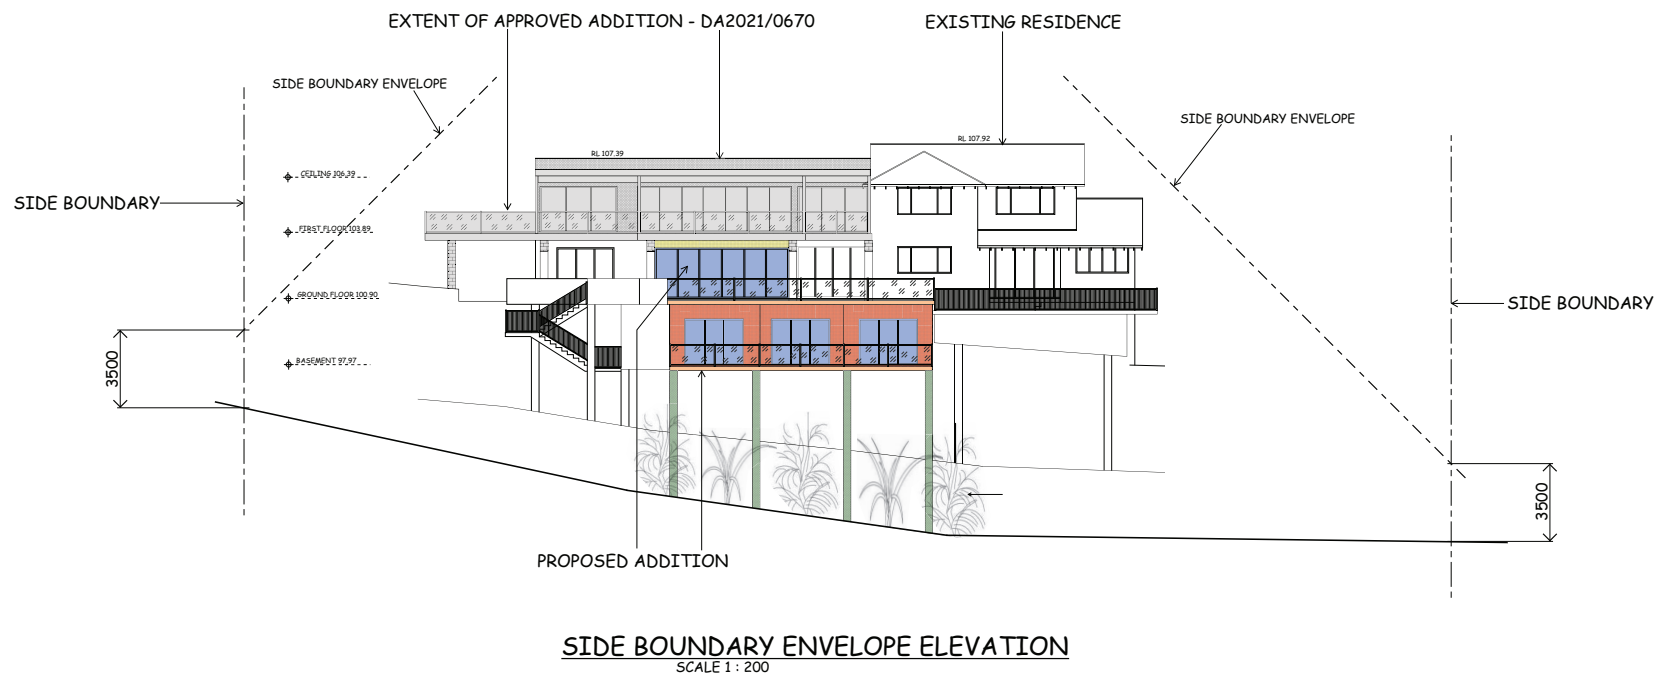 EXTENT OF APPROVED ADDITION - DA2021/0670
EXISTING RESIDENCE
SIDE BOUNDARY ENVELOPE
SIDE BOUNDARY ENVELOPE
RL 107.92
RL 107.39
CEILING 106.39
SIDE BOUNDARY
FIRST FLOOR 103.89
GROUND FLOOR 100.90
SIDE BOUNDARY
BASEMENT 97.97
3500
3500
PROPOSED ADDITION
SIDE BOUNDARY ENVELOPE ELEVATION
SCALE 1 : 200